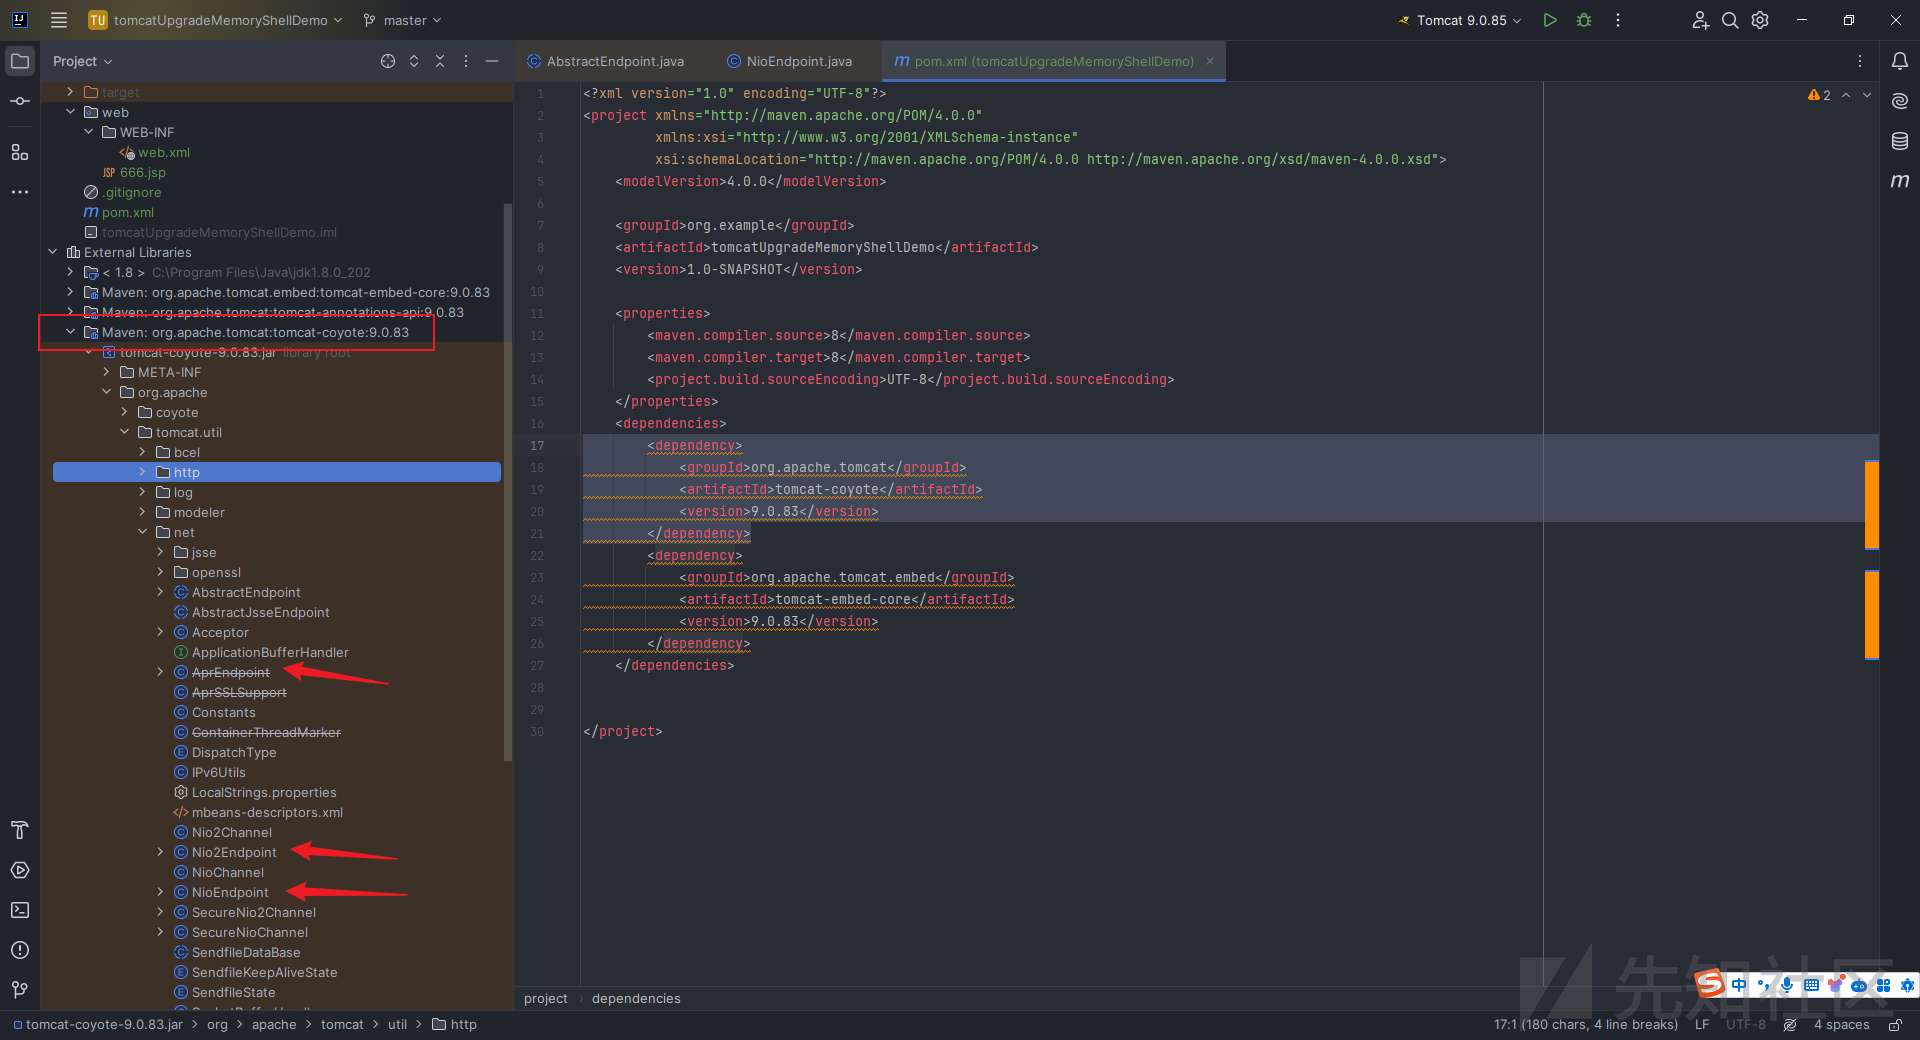 tomcatUpgradeMemoryShellDemo
master
Tomcat 9.0.85
Project
AbstractEndpoint.java
NioEndpoint.java
pom.xml (tomcatUpgradeMemoryShellDemo)
target
web
WEB-INF
web.xml
666.jsp
.gitignore
pom.xml
tomcatUpgradeMemoryShellDemo.iml
External Libraries
< 1.8 > C:\Program Files\Java\jdk1.8.0_202
Maven: org.apache.tomcat.embed:tomcat-embed-core:9.0.83
Maven: org.apache.tomcat:tomcat-annotations-api:9.0.83
Maven: org.apache.tomcat:tomcat-coyote:9.0.83
tomcat-coyote-9.0.83.jar library root
META-INF
org.apache
coyote
tomcat.util
bcel
http
log
modeler
net
jsse
openssl
AbstractEndpoint
AbstractJsseEndpoint
Acceptor
ApplicationBufferHandler
AprEndpoint
AprSSLSupport
Constants
ContainerThreadMarker
DispatchType
IPv6Utils
LocalStrings.properties
mbeans-descriptors.xml
Nio2Channel
Nio2Endpoint
NioChannel
NioEndpoint
SecureNio2Channel
SecureNioChannel
SendfileDataBase
SendfileKeepAliveState
SendfileState
2
1 <?xml version="1.0" encoding="UTF-8"?>
2 <project xmlns="http://maven.apache.org/POM/4.0.0"
3 xmlns:xsi="http://www.w3.org/2001/XMLSchema-instance"
4 xsi:schemaLocation="http://maven.apache.org/POM/4.0.0 http://maven.apache.org/xsd/maven-4.0.0.xsd">
5 <modelVersion>4.0.0</modelVersion>
6
7 <groupId>org.example</groupId>
8 <artifactId>tomcatUpgradeMemoryShellDemo</artifactId>
9 <version>1.0-SNAPSHOT</version>
10
11 <properties>
12 <maven.compiler.source>8</maven.compiler.source>
13 <maven.compiler.target>8</maven.compiler.target>
14 <project.build.sourceEncoding>UTF-8</project.build.sourceEncoding>
15 </properties>
16 <dependencies>
17 <dependency>
18 <groupId>org.apache.tomcat</groupId>
19 <artifactId>tomcat-coyote</artifactId>
20 <version>9.0.83</version>
21 </dependency>
22 <dependency>
23 <groupId>org.apache.tomcat.embed</groupId>
24 <artifactId>tomcat-embed-core</artifactId>
25 <version>9.0.83</version>
26 </dependency>
27 </dependencies>
28
29
30 </project>
project > dependencies
先知社区
中
tomcat-coyote-9.0.83.jar > org > apache > tomcat > util > http
17:1 (180 chars, 4 line breaks) LF UTF-8 4 spaces